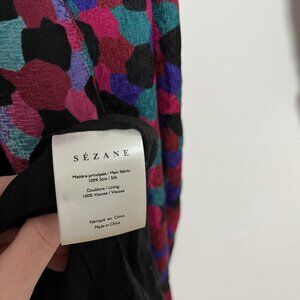 SÉZANE
Matière principale / Main fabric
100% Soie / Silk
Doublure / Lining
100% Viscose / Viscose
Fabriqué en Chine
Made in China